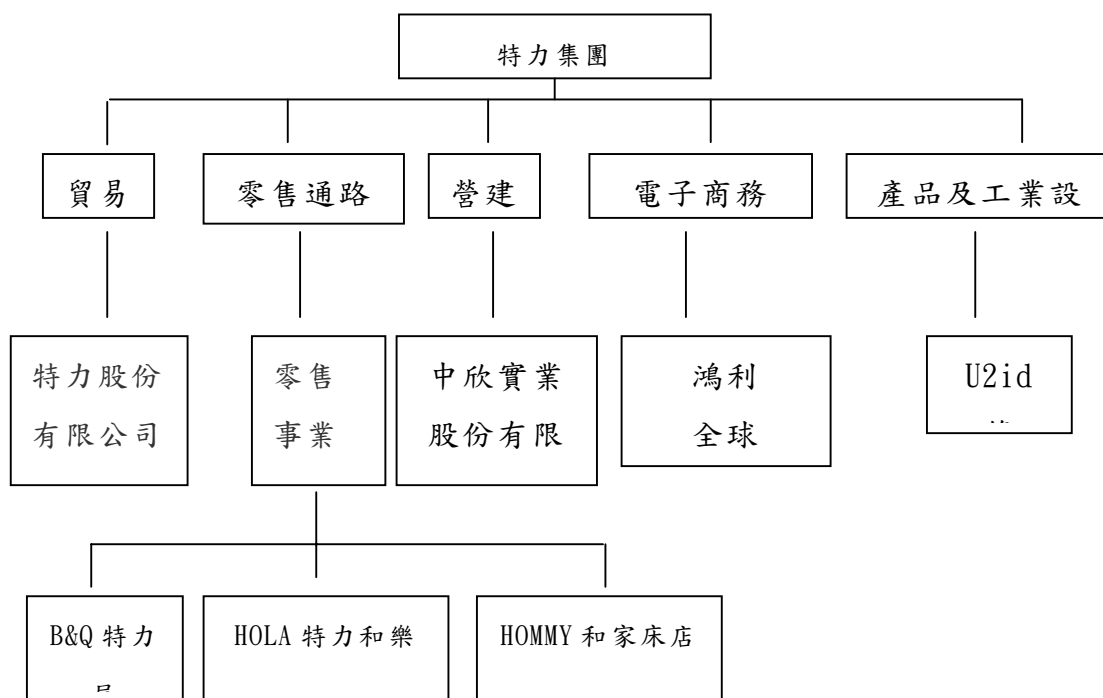 特力集團
貿易
零售通路
營建
電子商務
產品及工業設
特力股份
有限公司
零售
事業
中欣實業
股份有限
鴻利
全球
U2id
B&Q 特力
HOLA 特力和樂
HOMMY 和家床店